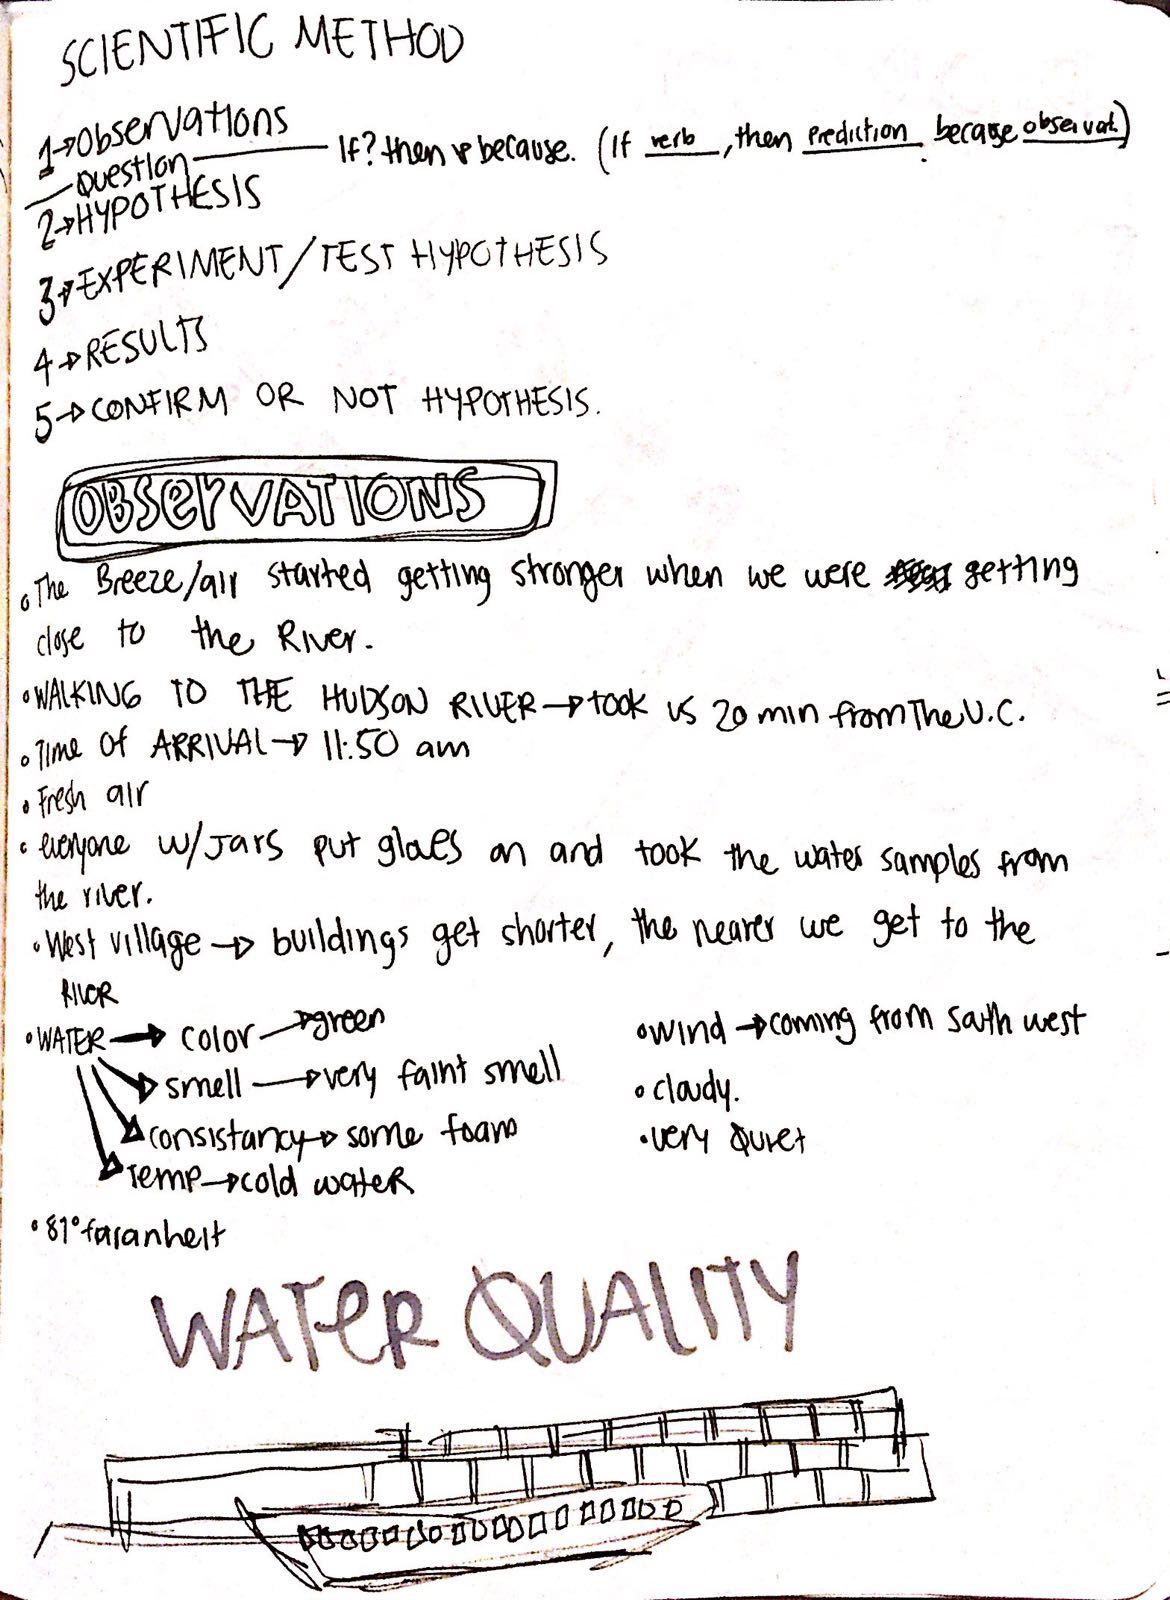 SCIENTIFIC METHOD
1→Observations
Question
If? then & because. (If verb, then prediction because observat.)
2→HYPOTHESIS
3→EXPERIMENT/TEST HYPOTHESIS
4→RESULTS
5→CONFIRM OR NOT HYPOTHESIS.
OBSERVATIONS
• The Breeze/air started getting stronger when we were getting
close to the River.
• WALKING TO THE HUDSON RIVER→took us 20 min from The U.C.
• Time OF ARRIVAL→ 11:50 am
• Fresh air
• everyone w/Jars put gloves on and took the water samples from
the river.
• West village → buildings get shorter, the nearer we get to the
River
• WATER → color → green
smell → very faint smell
consistancy→ some foam
Temp→cold water
• wind →coming from south west
• cloudy.
• very Quiet
• 81° faranheit
WATER QUALITY